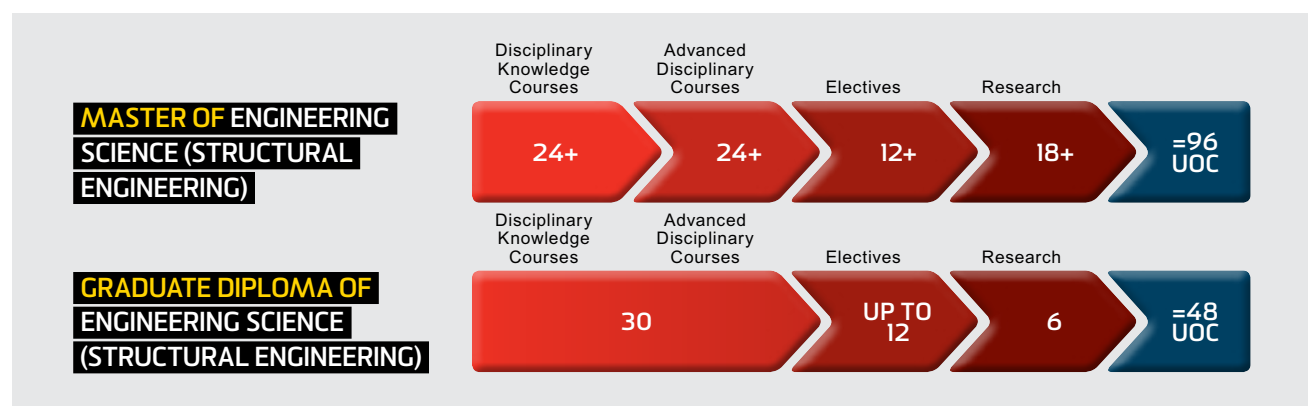 Disciplinary
Knowledge
Courses
Advanced
Disciplinary
Courses
Electives
Research
MASTER OF ENGINEERING
SCIENCE (STRUCTURAL
ENGINEERING)
24+
24+
12+
18+
=96
UOC
Disciplinary
Knowledge
Courses
Advanced
Disciplinary
Courses
Electives
Research
GRADUATE DIPLOMA OF
ENGINEERING SCIENCE
(STRUCTURAL ENGINEERING)
30
UP TO
12
6
=48
UOC